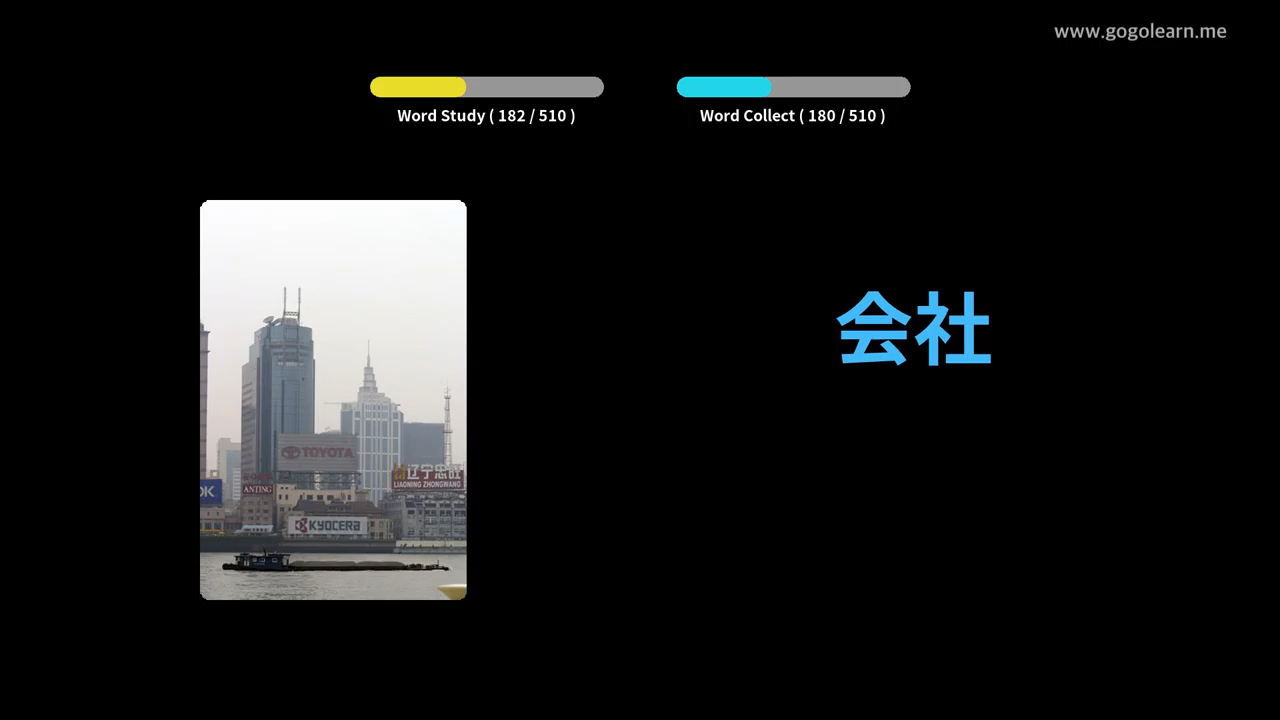 www.gogolearn.me
Word Study ( 182 / 510 )
Word Collect ( 180 / 510 )
会社
TOYOTA
辽宁忠旺
LIAONING ZHONGWANG
OK
ANTING
KYOCERA